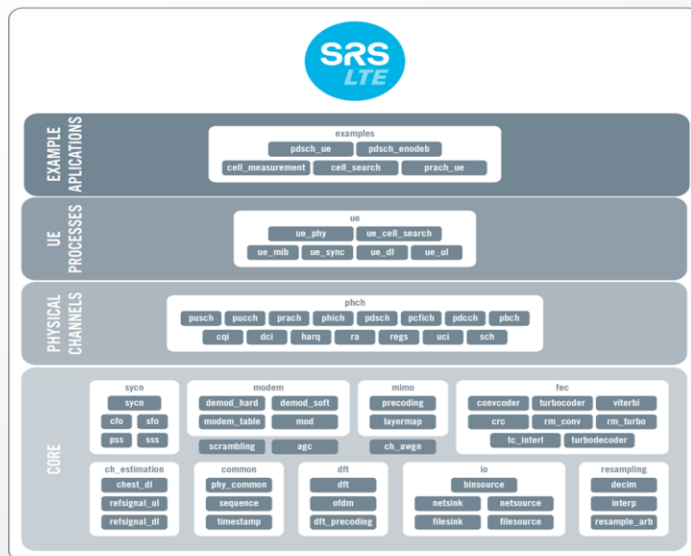 SRS
LTE
EXAMPLE
APLICATIONS
examples
pdsch_ue pdsch_enodeb
cell_measurement cell_search prach_ue
UE
PROCESSES
ue
ue_phy ue_cell_search
ue_mib ue_sync ue_dl ue_ul
PHYSICAL
CHANNELS
phch
pusch pucch prach phich pdsch pcfich pdcch pbch
cqi dci harq ra regs uci sch
CORE
sycn
sycn
cfo sfo
pss sss
modem
demod_hard demod_soft
modem_table mod
scrambling agc
mimo
precoding
layermap
ch_awgn
fec
convcoder turbocoder viterbi
crc rm_conv rm_turbo
tc_interl turbodecoder
ch_estimation
chest_dl
refsignal_ul
refsignal_dl
common
phy_common
sequence
timestamp
dft
dft
ofdm
dft_precoding
io
binsource
netsink netsource
filesink filesource
resampling
decim
interp
resample_arb